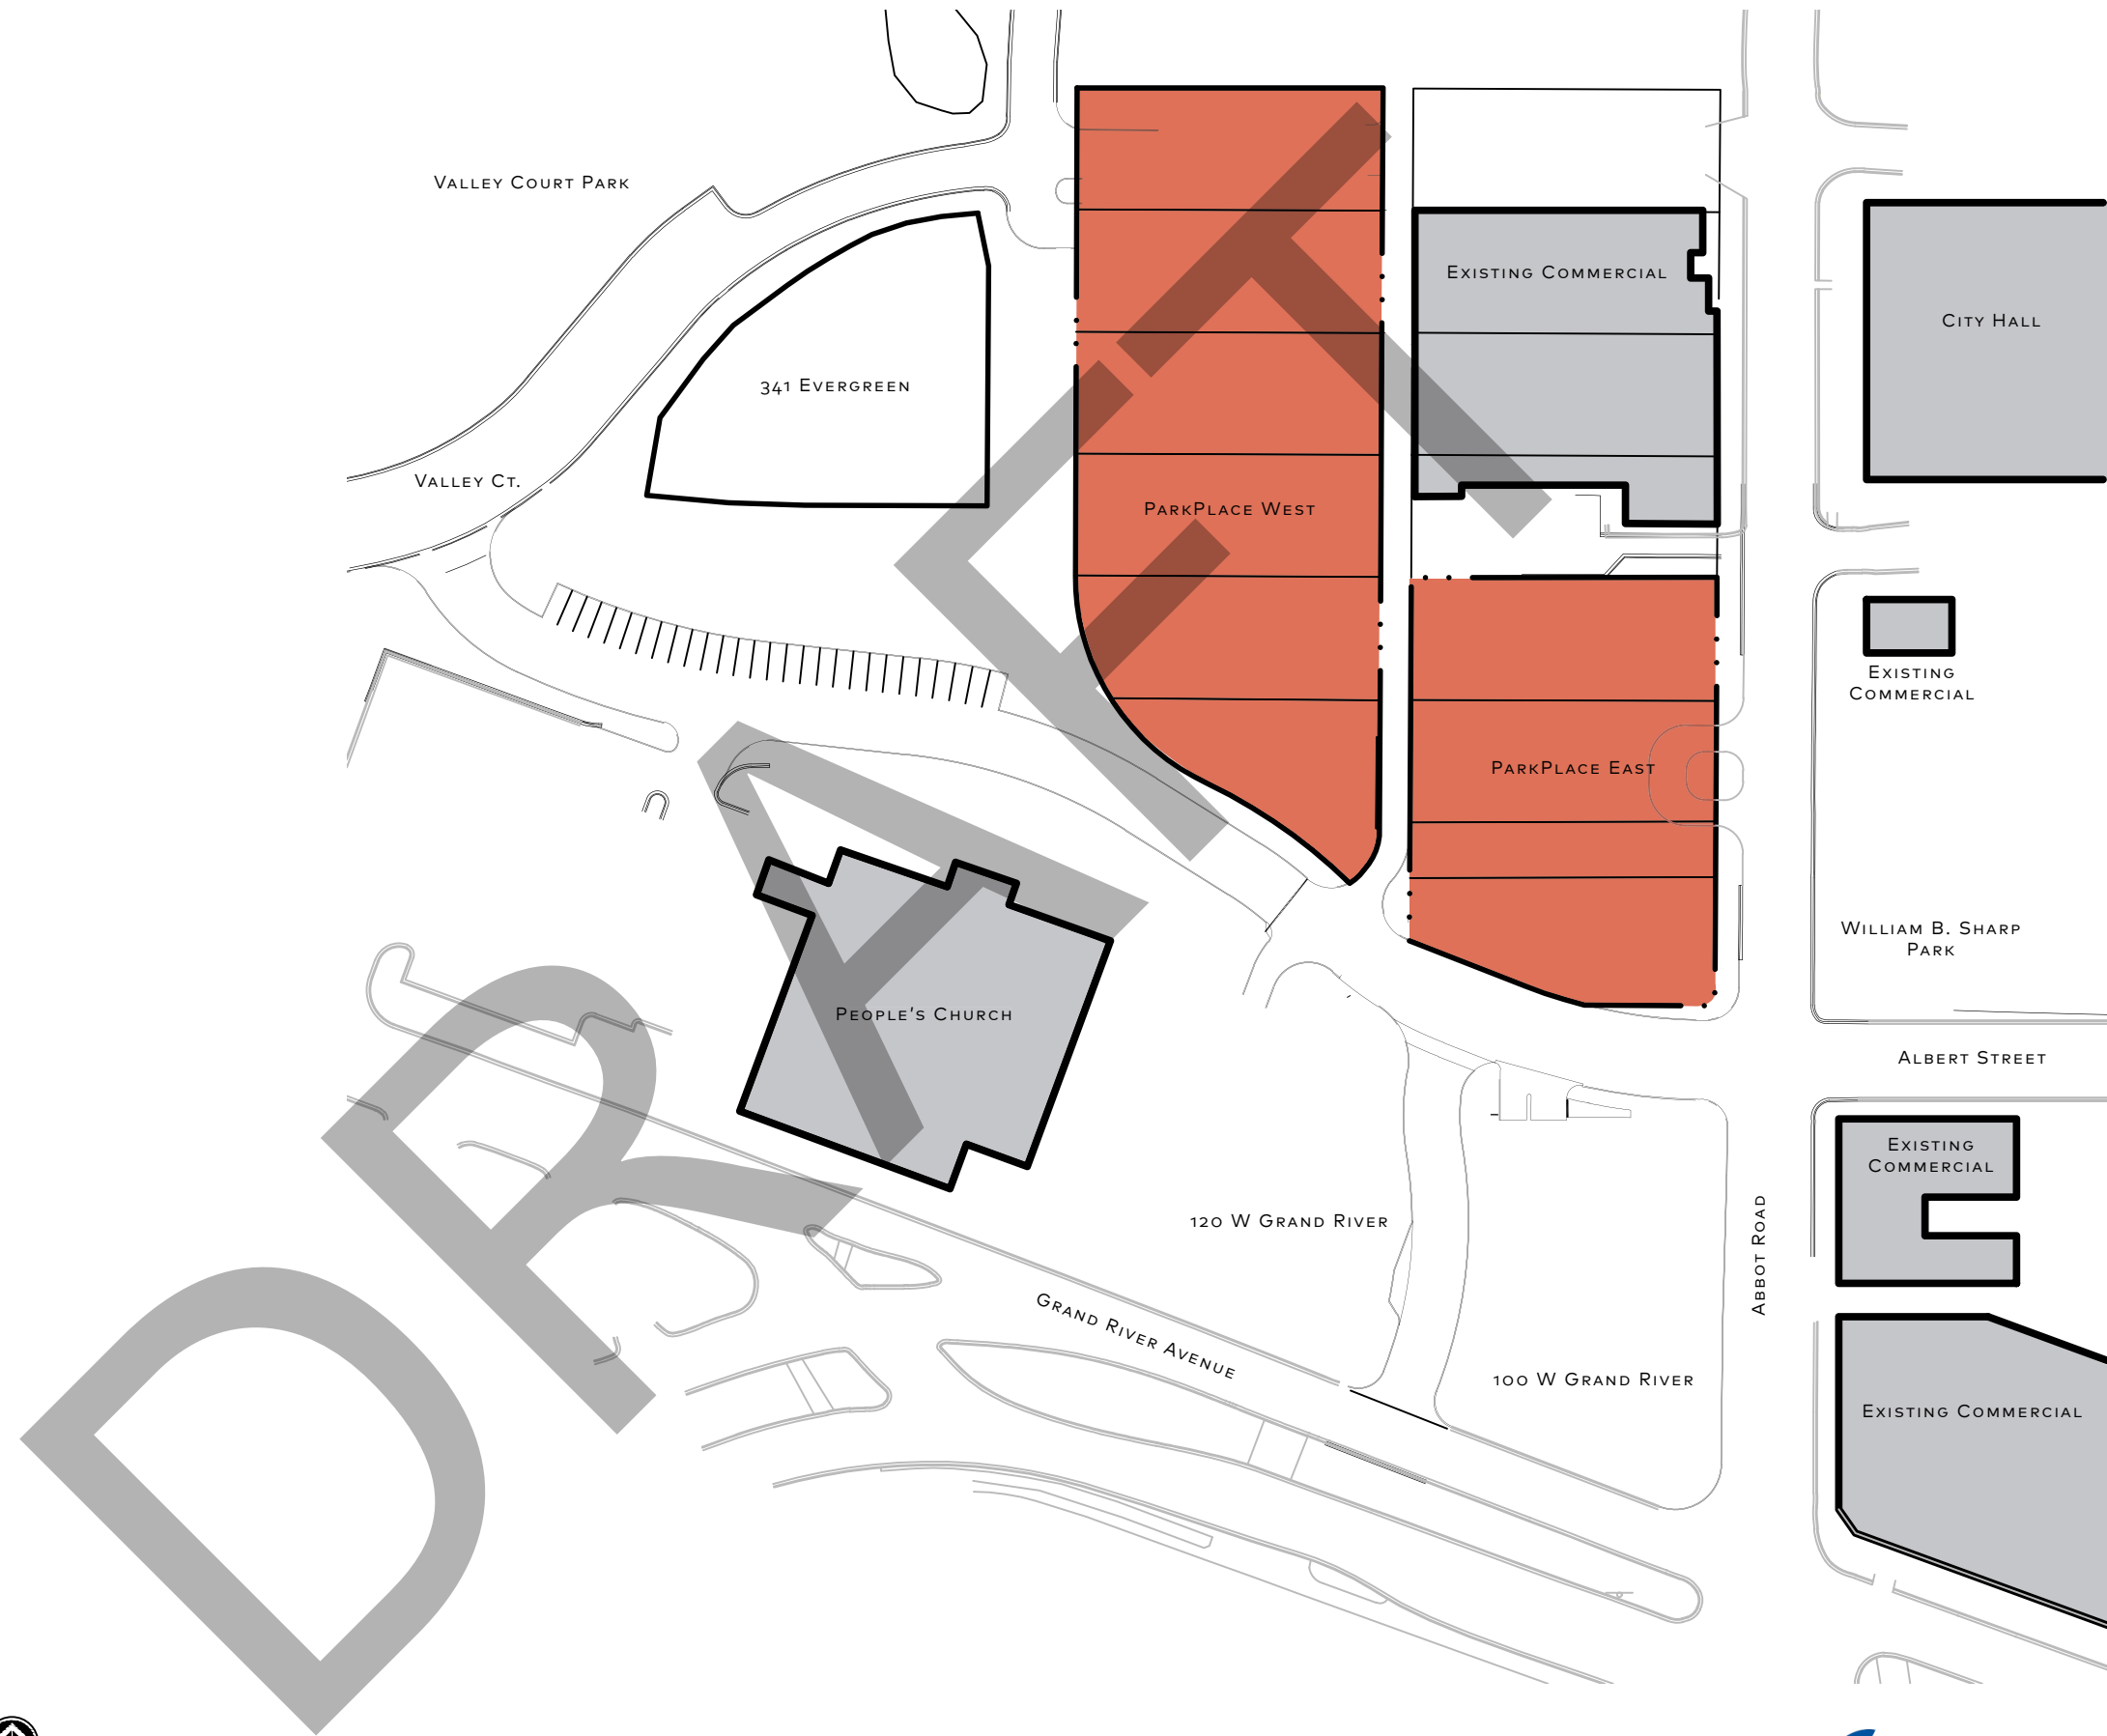 Valley Court Park
Existing Commercial
City Hall
341 Evergreen
Valley Ct.
ParkPlace West
Existing
Commercial
ParkPlace East
William B. Sharp
Park
People's Church
Albert Street
Existing
Commercial
120 W Grand River
Abbot Road
Grand River Avenue
100 W Grand River
Existing Commercial
DRAFT